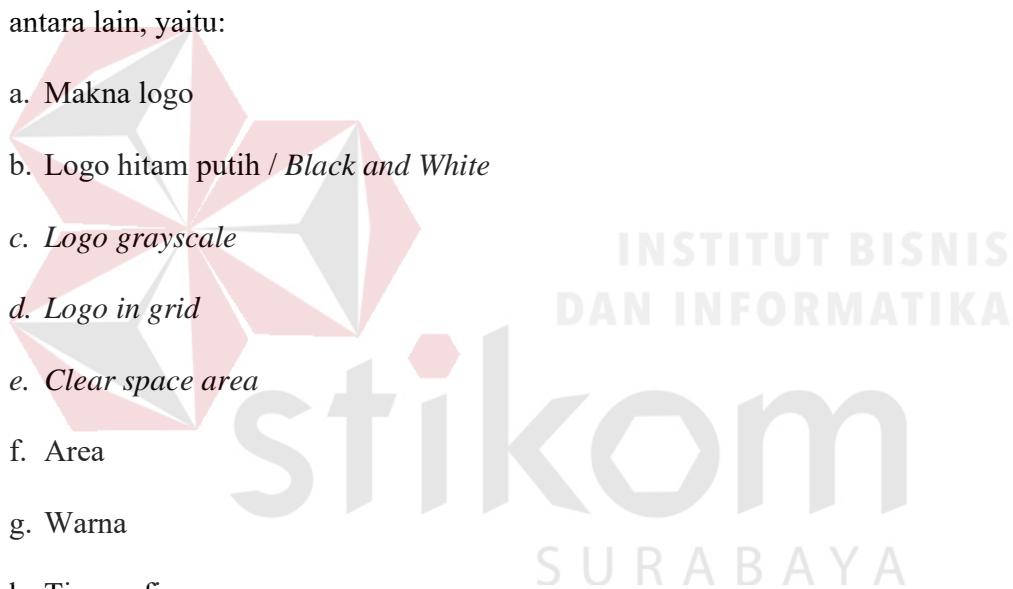 antara lain, yaitu:
a. Makna logo
b. Logo hitam putih / Black and White
c. Logo grayscale
INSTITUT BISNIS
d. Logo in grid
DAN INFORMATIKA
e. Clear space area
stikom
f. Area
g. Warna
SURABAYA